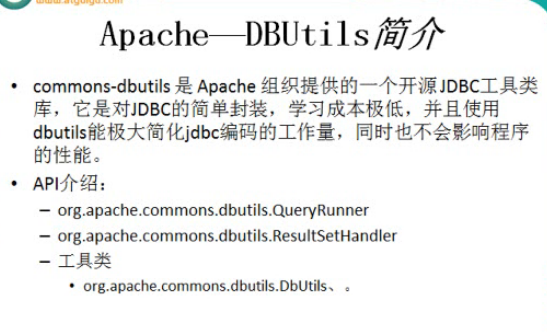 www.atguigu.com
Apache—DBUtils简介
• commons-dbutils 是 Apache 组织提供的一个开源 JDBC工具类
库，它是对JDBC的简单封装，学习成本极低，并且使用
dbutils能极大简化jdbc编码的工作量，同时也不会影响程序
的性能。
• API介绍：
– org.apache.commons.dbutils.QueryRunner
– org.apache.commons.dbutils.ResultSetHandler
– 工具类
• org.apache.commons.dbutils.DbUtils、。